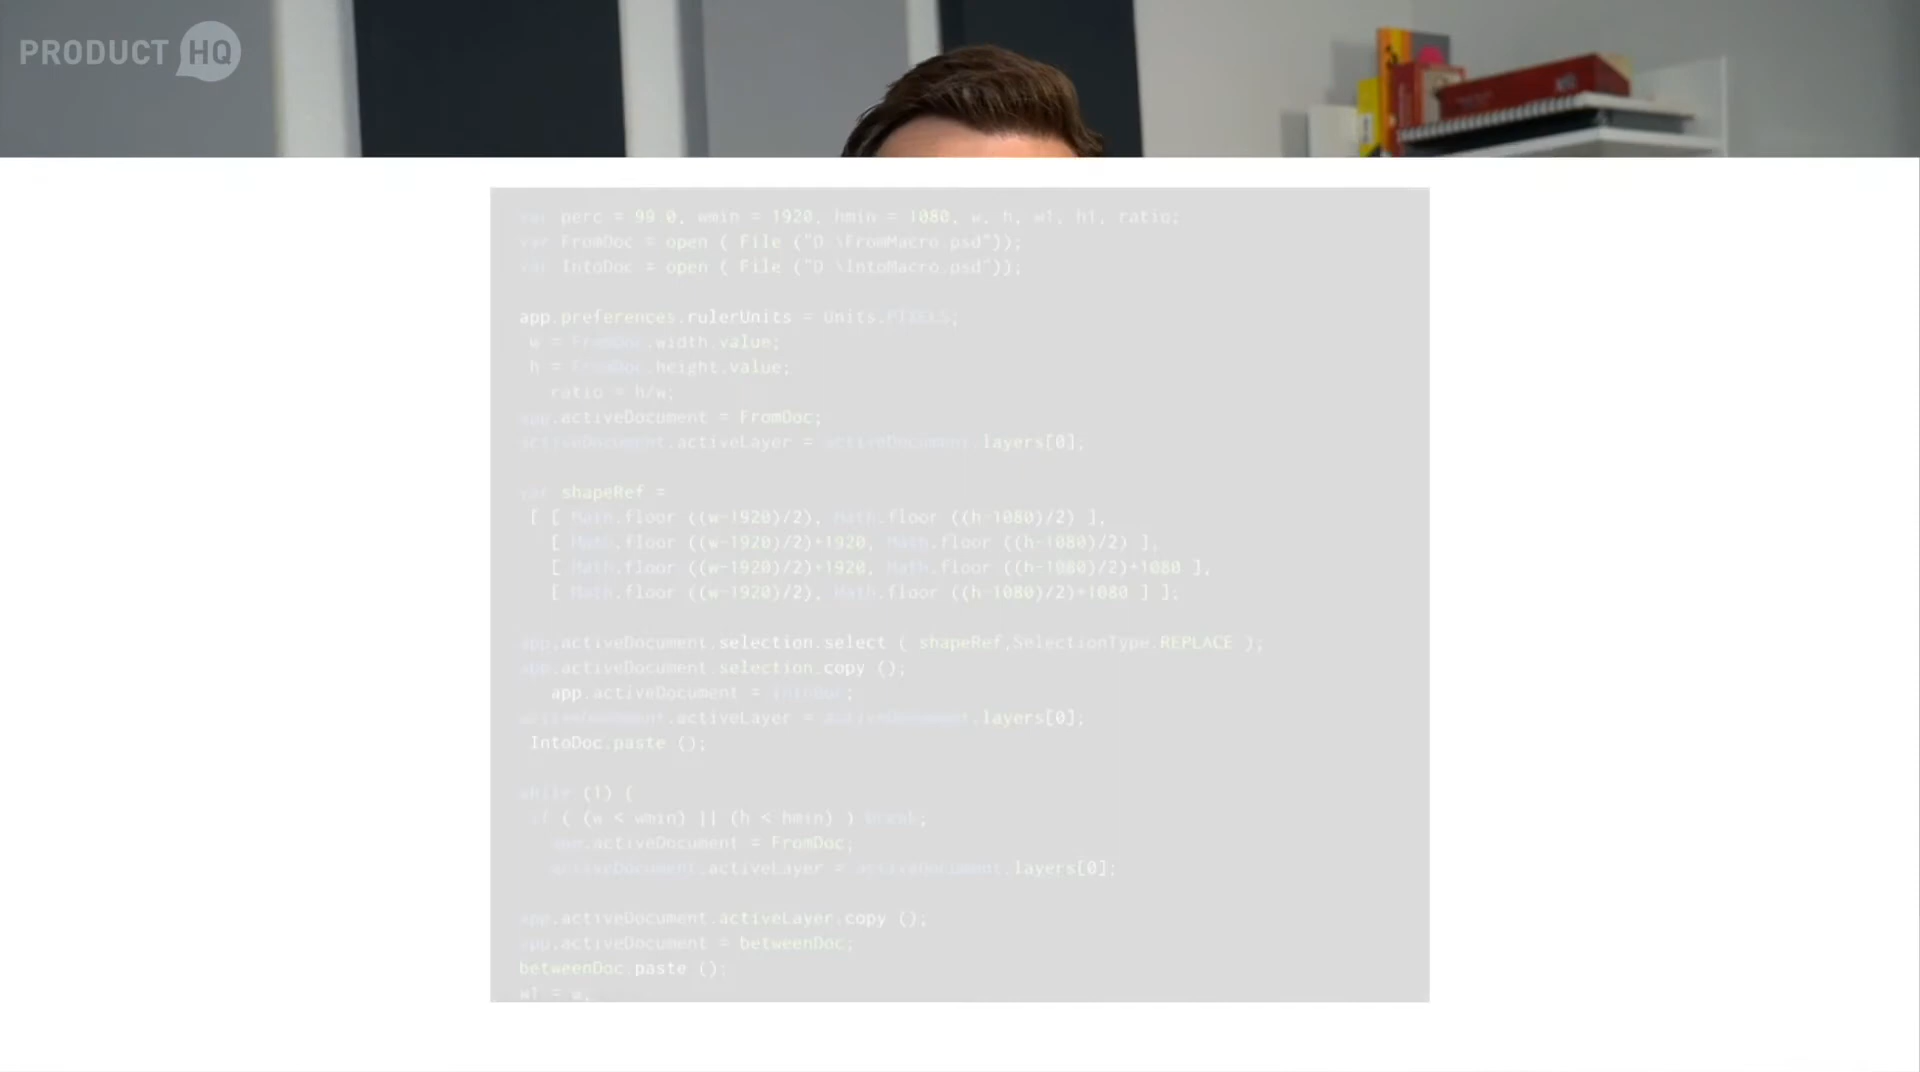 PRODUCT HQ
var perc = 99.0, wmin = 1920, hmin = 1080, w, h, w1, h1, ratio;
var FromDoc = open ( File ("D:\FromMacro.psd"));
var IntoDoc = open ( File ("D:\IntoMacro.psd"));
app.preferences.rulerUnits = Units.PIXELS;
w = FromDoc.width.value;
h = FromDoc.height.value;
ratio = h/w;
app.activeDocument = FromDoc;
activeDocument.activeLayer = activeDocument.layers[0];
var shapeRef =
[ [ Math.floor ((w-1920)/2), Math.floor ((h-1080)/2) ],
[ Math.floor ((w-1920)/2)+1920, Math.floor ((h-1080)/2) ],
[ Math.floor ((w-1920)/2)+1920, Math.floor ((h-1080)/2)+1080 ],
[ Math.floor ((w-1920)/2), Math.floor ((h-1080)/2)+1080 ] ];
app.activeDocument.selection.select ( shapeRef,SelectionType.REPLACE );
app.activeDocument.selection.copy ();
app.activeDocument = IntoDoc;
activeDocument.activeLayer = activeDocument.layers[0];
IntoDoc.paste ();
while (1) {
if ( (w < wmin) || (h < hmin) ) break;
app.activeDocument = FromDoc;
activeDocument.activeLayer = activeDocument.layers[0];
app.activeDocument.activeLayer.copy ();
app.activeDocument = betweenDoc;
betweenDoc.paste ();
w1 = w;